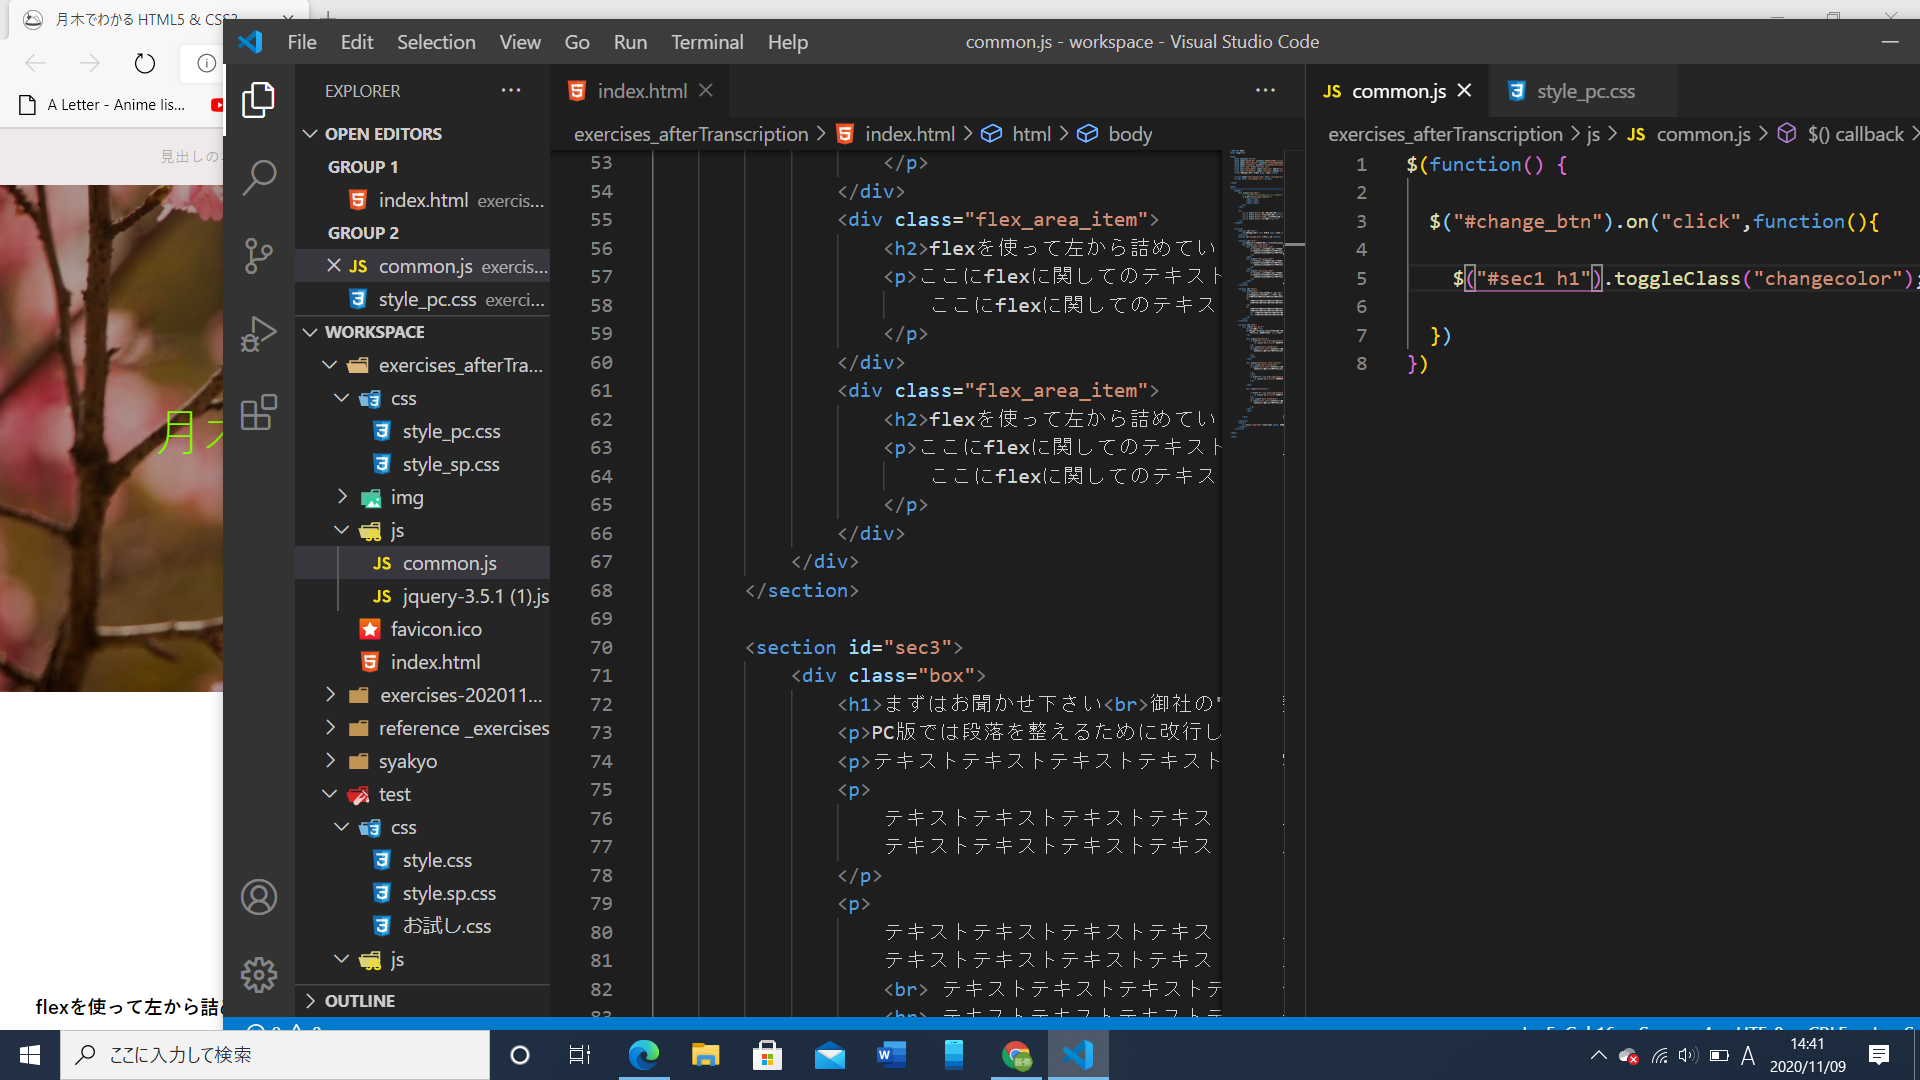 月木でわかる HTML5 & CSS3
A Letter - Anime lis...
見出しの
月木
flexを使って左から詰め
File Edit Selection View Go Run Terminal Help
common.js - workspace - Visual Studio Code
EXPLORER
OPEN EDITORS
GROUP 1
index.html exercis...
GROUP 2
common.js exercis...
style_pc.css exerci...
WORKSPACE
exercises_afterTra...
css
style_pc.css
style_sp.css
img
js
common.js
jquery-3.5.1 (1).js
favicon.ico
index.html
exercises-202011...
reference _exercises
syakyo
test
css
style.css
style.sp.css
お試し.css
js
OUTLINE
index.html
exercises_afterTranscription > index.html > html > body
53 </p>
54 </div>
55 <div class="flex_area_item">
56 <h2>flexを使って左から詰めてい
57 <p>ここにflexに関してのテキスト
58 ここにflexに関してのテキス
59 </p>
60 </div>
61 <div class="flex_area_item">
62 <h2>flexを使って左から詰めてい
63 <p>ここにflexに関してのテキスト
64 ここにflexに関してのテキス
65 </p>
66 </div>
67 </div>
68 </section>
69
70 <section id="sec3">
71 <div class="box">
72 <h1>まずはお聞かせ下さい<br>御社の"
73 <p>PC版では段落を整えるために改行し
74 <p>テキストテキストテキストテキスト
75 <p>
76 テキストテキストテキストテキス
77 テキストテキストテキストテキス
78 </p>
79 <p>
80 テキストテキストテキストテキス
81 テキストテキストテキストテキス
82 <br> テキストテキストテキストテ
83 <br> テキストテキストテキストテ
JS common.js
style_pc.css
exercises_afterTranscription > js > JS common.js > $() callback >
1 $(function() {
2
3 $("#change_btn").on("click",function(){
4
5 $("#sec1 h1").toggleClass("changecolor");
6
7 })
8 })
ここに入力して検索
A
14:41
2020/11/09